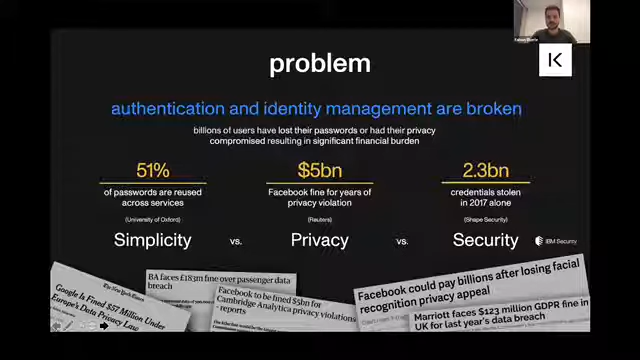 problem
authentication and identity management are broken
billions of users have lost their passwords or had their privacy
compromised resulting in significant financial burden
51%
of passwords are reused
across services
(University of Oxford)
$5bn
Facebook fine for years of
privacy violation
(Reuters)
2.3bn
credentials stolen
in 2017 alone
(Shape Security)
Simplicity vs. Privacy vs. Security
IBM Security
The New York Times
Google Is Fined $57 Million Under
Europe's Data Privacy Law
BA faces £183m fine over passenger data
breach
Facebook to be fined $5bn for
Cambridge Analytica privacy violations
- reports
Facebook could pay billions after losing facial
recognition privacy appeal
Marriott faces $123 million GDPR fine in
UK for last year's data breach